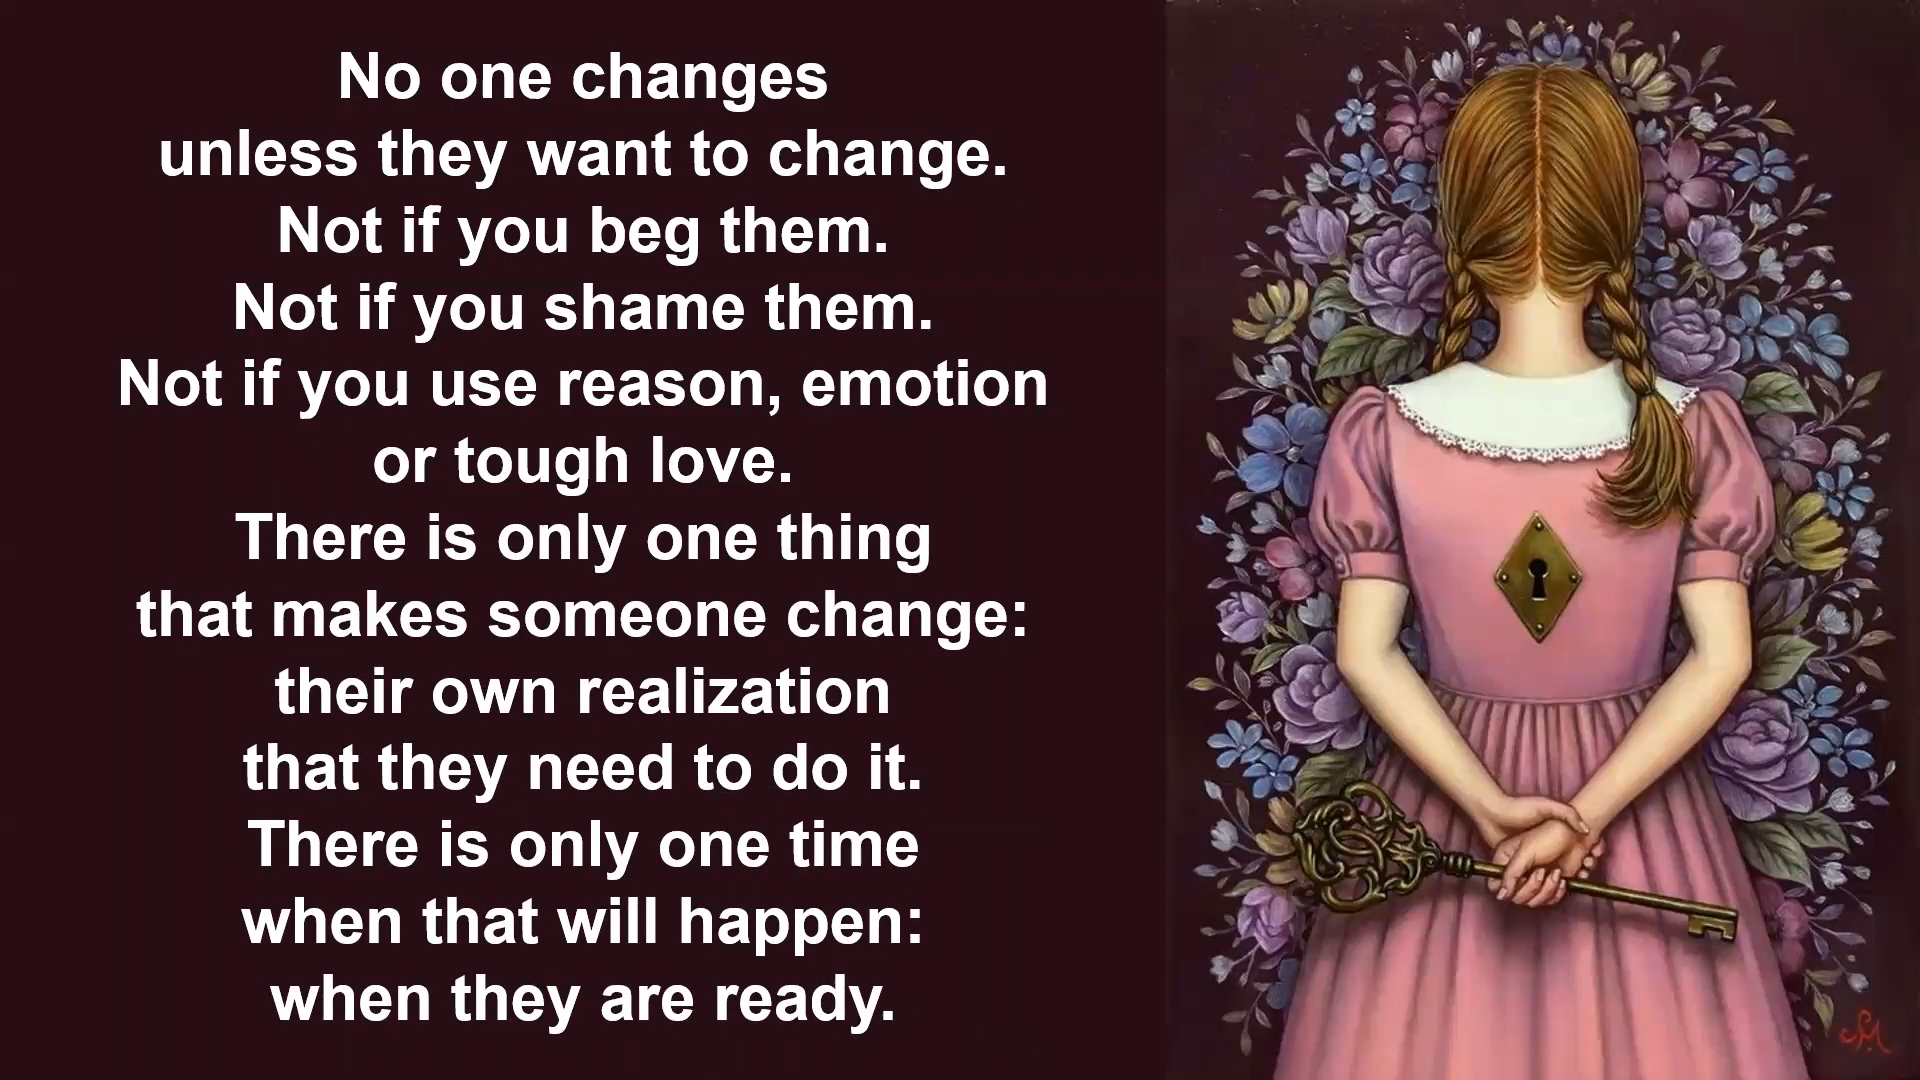 No one changes
unless they want to change.
Not if you beg them.
Not if you shame them.
Not if you use reason, emotion
or tough love.
There is only one thing
that makes someone change:
their own realization
that they need to do it.
There is only one time
when that will happen:
when they are ready.